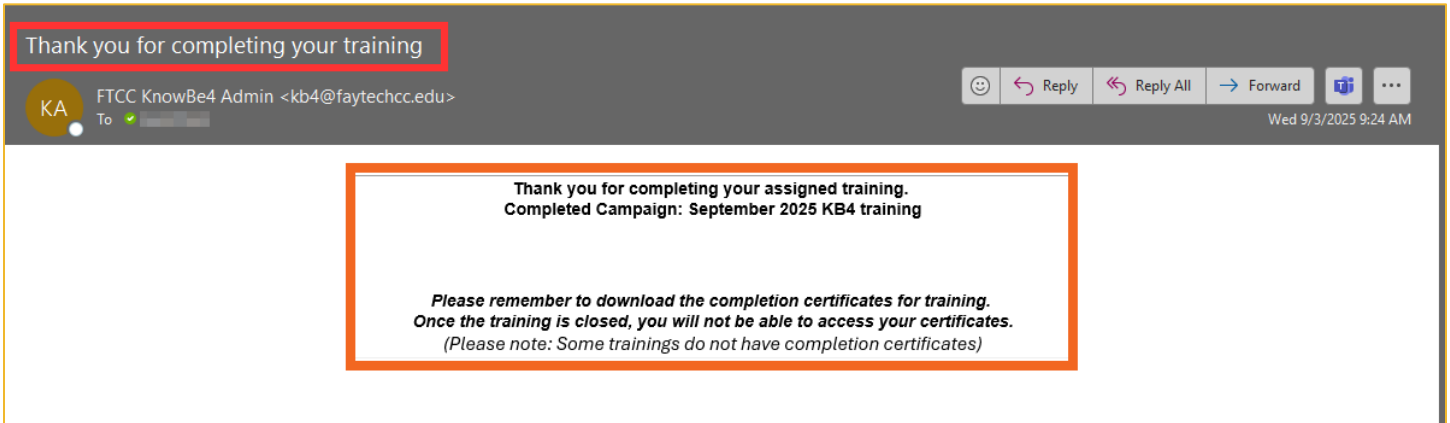 Thank you for completing your training
KA
FTCC KnowBe4 Admin <kb4@faytechcc.edu>
To
Reply
Reply All
Forward
Wed 9/3/2025 9:24 AM
Thank you for completing your assigned training.
Completed Campaign: September 2025 KB4 training
Please remember to download the completion certificates for training.
Once the training is closed, you will not be able to access your certificates.
(Please note: Some trainings do not have completion certificates)